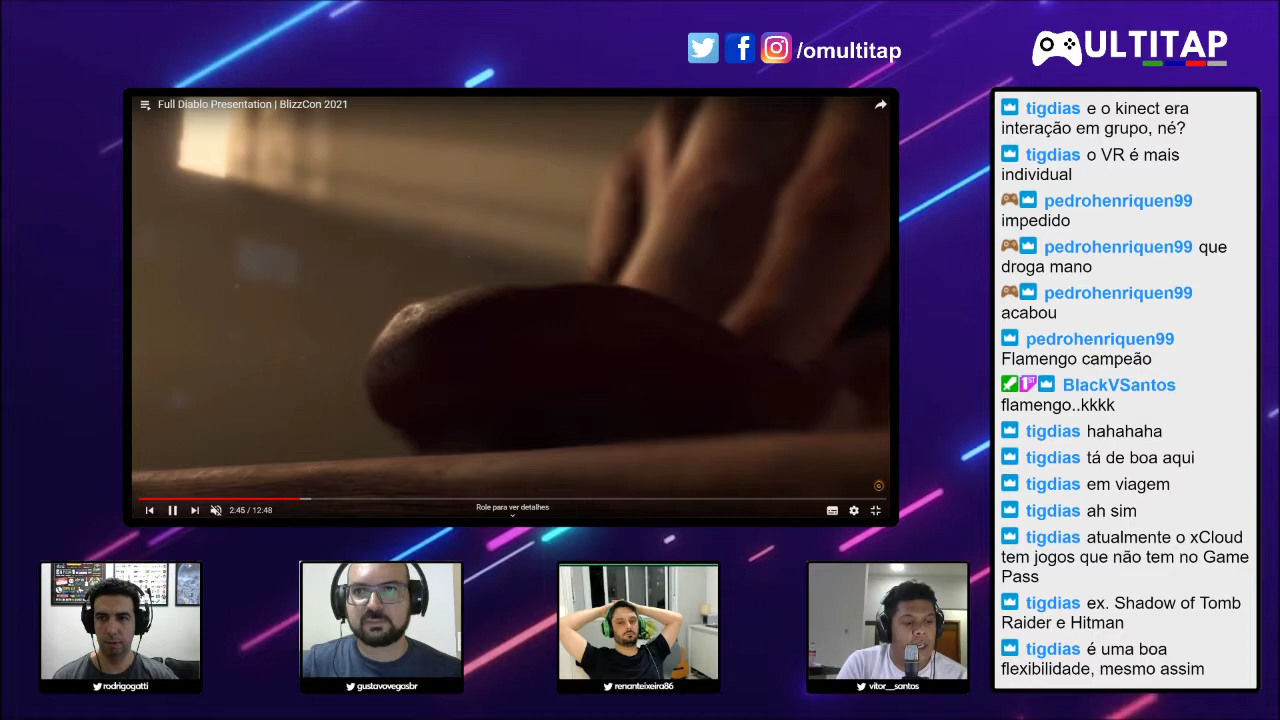 /omultitap
MULTITAP
Full Diablo Presentation | BlizzCon 2021
2:45 / 12:48
Role para ver detalhes
tigdias e o kinect era
interação em grupo, né?
tigdias o VR é mais
individual
pedrohenriquen99
impedido
pedrohenriquen99 que
droga mano
pedrohenriquen99
acabou
pedrohenriquen99
Flamengo campeão
1ST BlackVSantos
flamengo..kkkk
tigdias hahahaha
tigdias tá de boa aqui
tigdias em viagem
tigdias ah sim
tigdias atualmente o xCloud
tem jogos que não tem no Game
Pass
tigdias ex. Shadow of Tomb
Raider e Hitman
tigdias é uma boa
flexibilidade, mesmo assim
rodrigogatti
gustavovegasbr
renanteixeira86
vitor__santos